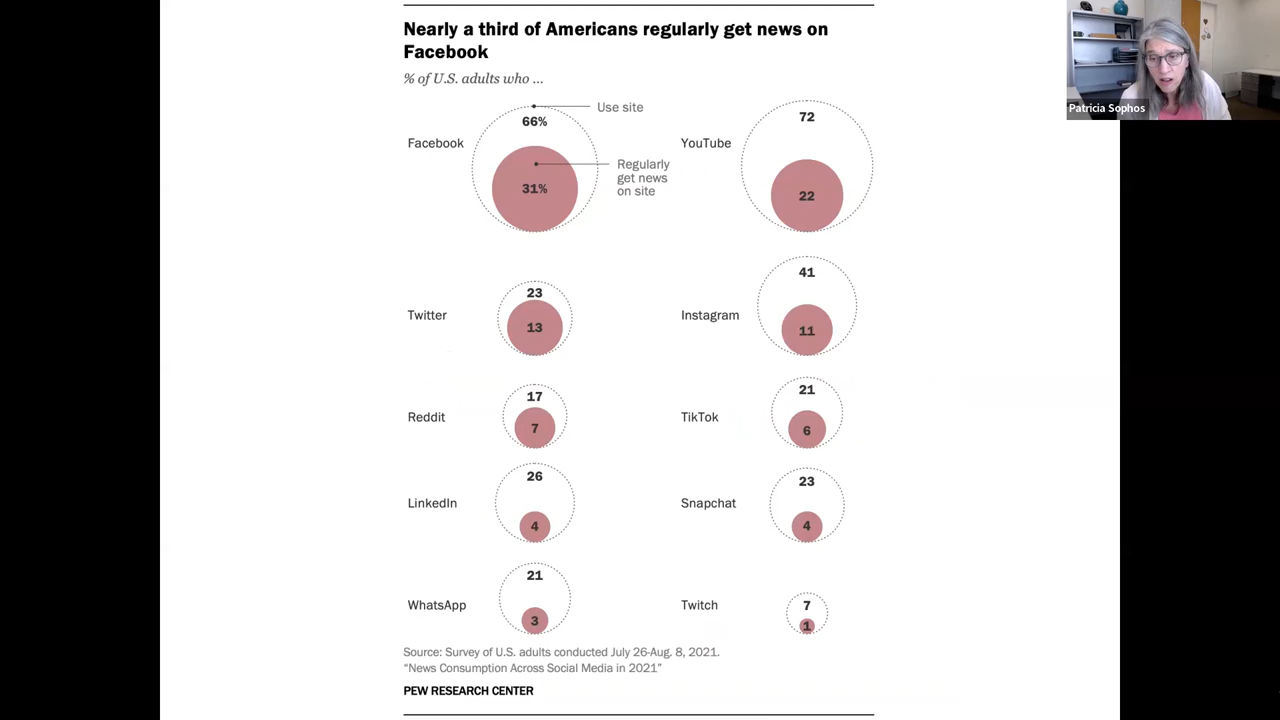 Nearly a third of Americans regularly get news on
Facebook
% of U.S. adults who ...
Use site
66%
Facebook
Regularly
get news
on site
31%
YouTube
72
22
Twitter
23
13
Instagram
41
11
Reddit
17
7
TikTok
21
6
LinkedIn
26
4
Snapchat
23
4
WhatsApp
21
3
Twitch
7
1
Source: Survey of U.S. adults conducted July 26-Aug. 8, 2021.
“News Consumption Across Social Media in 2021”
PEW RESEARCH CENTER
Patricia Sophos